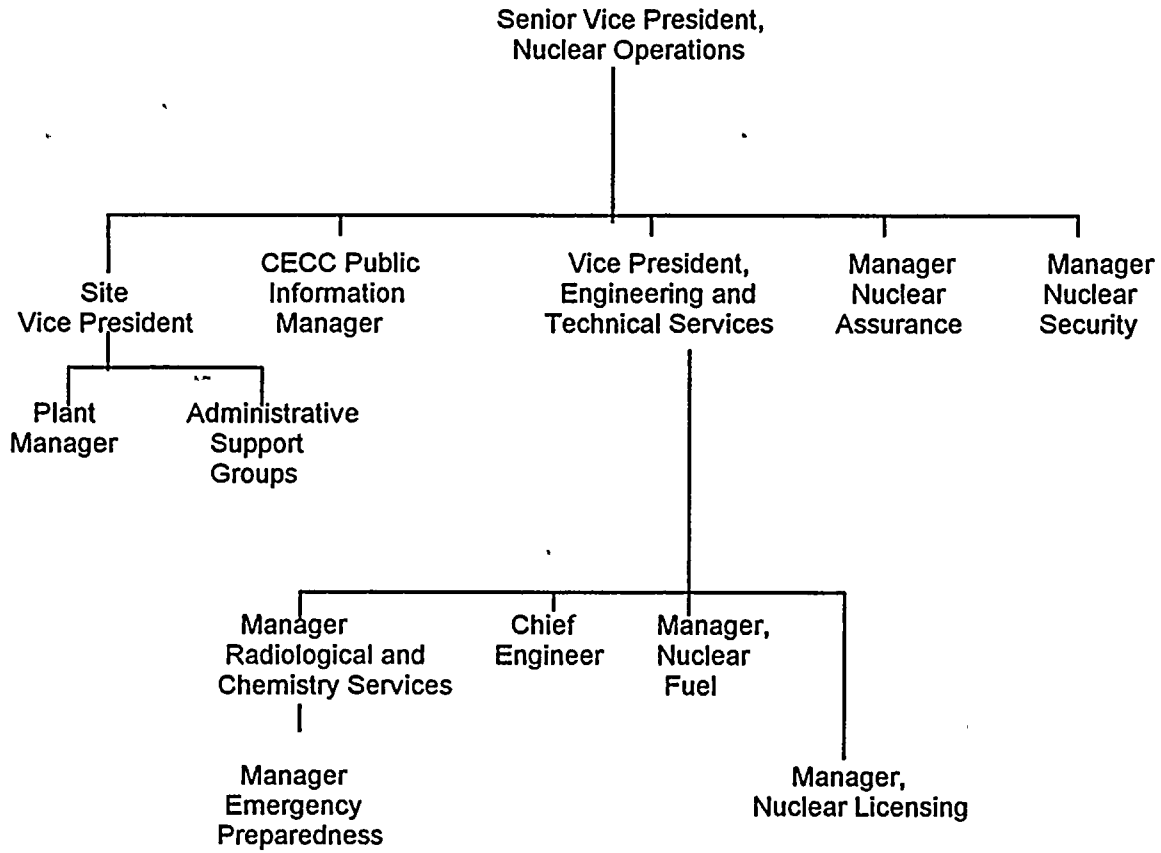 Senior Vice President,
Nuclear Operations
Site
Vice President
CECC Public
Information
Manager
Vice President,
Engineering and
Technical Services
Manager
Nuclear
Assurance
Manager
Nuclear
Security
Plant
Manager
Administrative
Support
Groups
Manager
Radiological and
Chemistry Services
Chief
Engineer
Manager,
Nuclear
Fuel
Manager
Emergency
Preparedness
Manager,
Nuclear Licensing